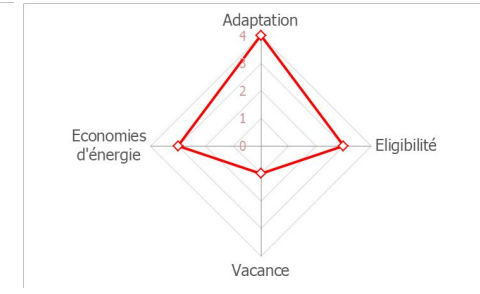 Adaptation
4
3
2
1
0
Economies
d'énergie
Eligibilité
Vacance